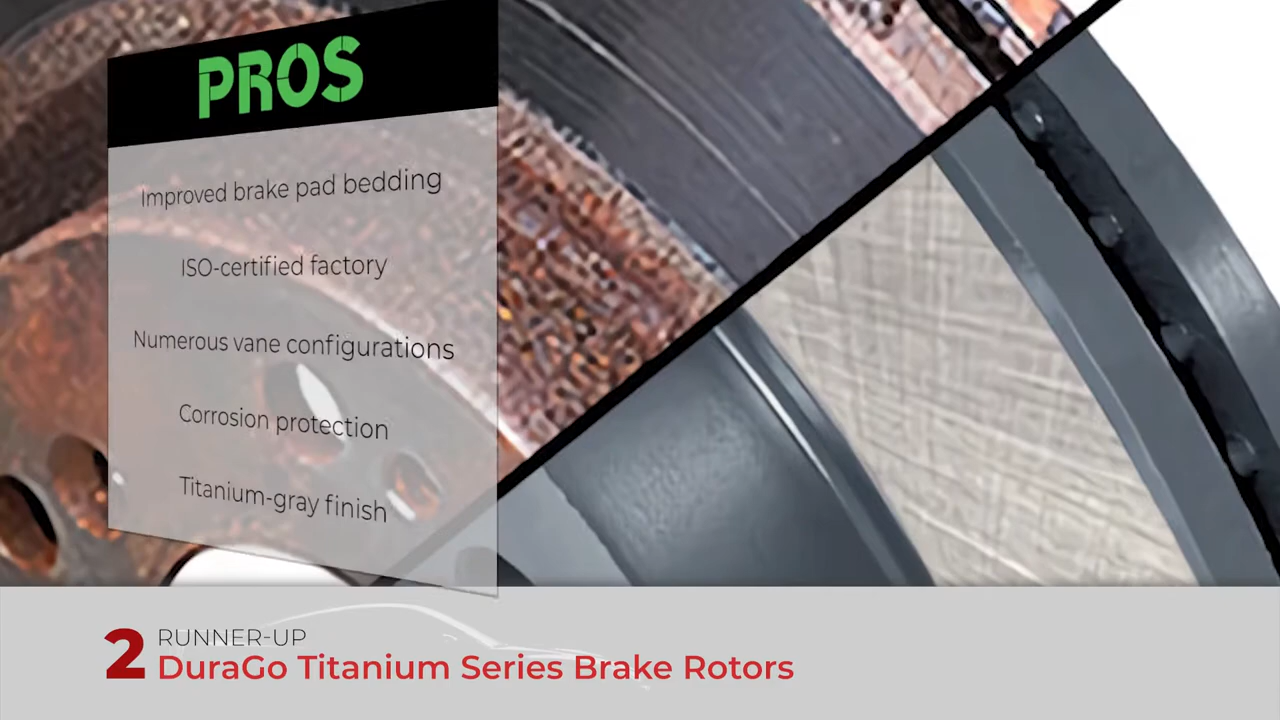 PROS
Improved brake pad bedding
ISO-certified factory
Numerous vane configurations
Corrosion protection
Titanium-gray finish
2
RUNNER-UP
DuraGo Titanium Series Brake Rotors